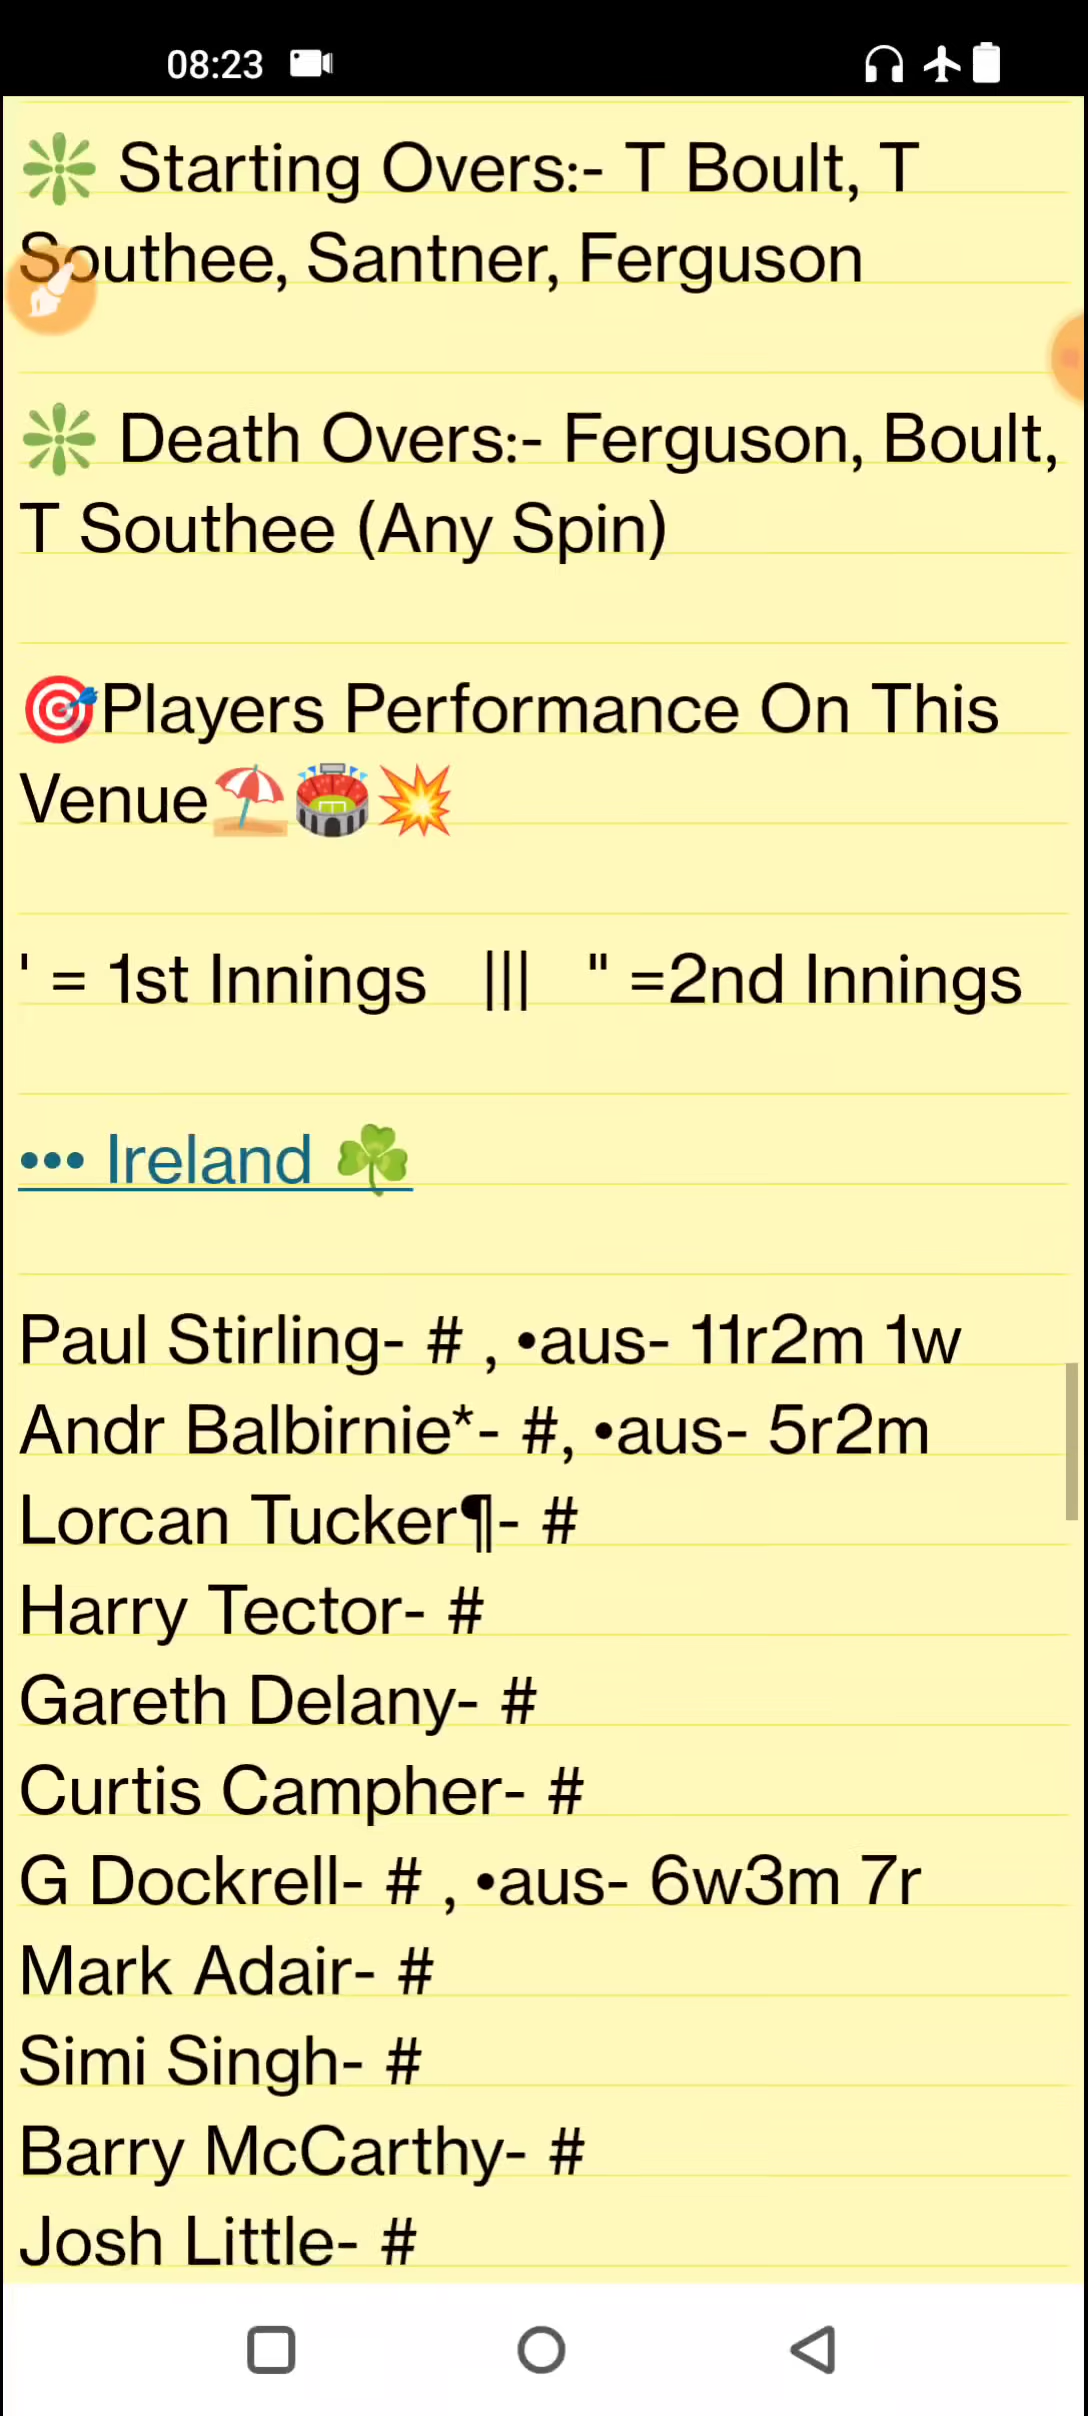 08:23
❇️ Starting Overs:- T Boult, T
Southee, Santner, Ferguson
❇️ Death Overs:- Ferguson, Boult,
T Southee (Any Spin)
🎯Players Performance On This
Venue⛱️🏟️💥
' = 1st Innings ||| " =2nd Innings
••• Ireland ☘️
Paul Stirling- # , •aus- 11r2m 1w
Andr Balbirnie*- #, •aus- 5r2m
Lorcan Tucker¶- #
Harry Tector- #
Gareth Delany- #
Curtis Campher- #
G Dockrell- # , •aus- 6w3m 7r
Mark Adair- #
Simi Singh- #
Barry McCarthy- #
Josh Little- #